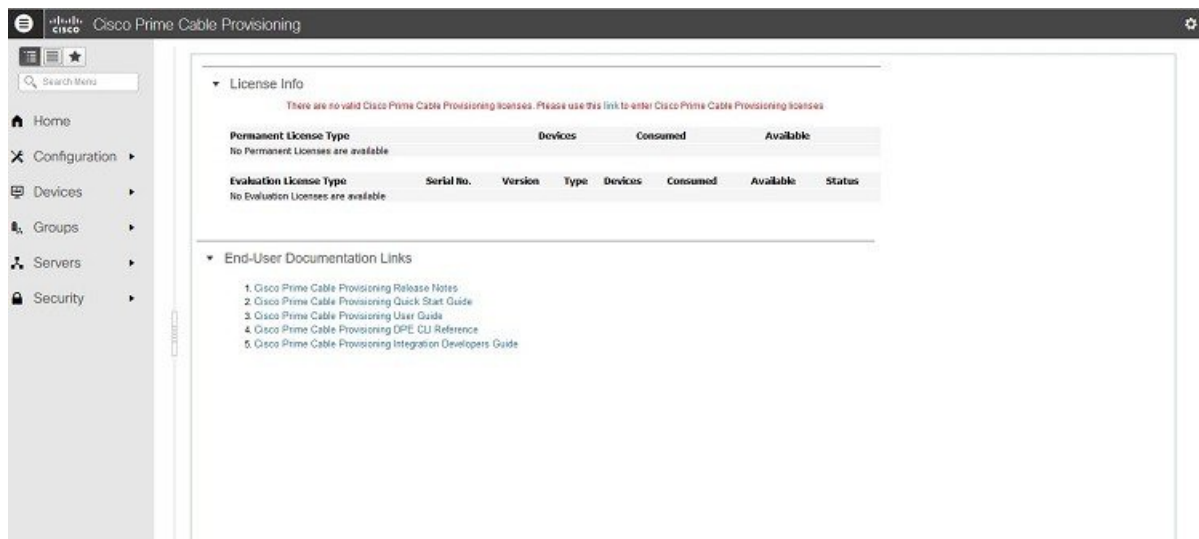 CISCO Cisco Prime Cable Provisioning
Search Menu
Home
Configuration
Devices
Groups
Servers
Security
License Info
There are no valid Cisco Prime Cable Provisioning licenses. Please use this link to enter Cisco Prime Cable Provisioning licenses
Permanent License Type Devices Consumed Available
No Permanent Licenses are available
Evaluation License Type Serial No. Version Type Devices Consumed Available Status
No Evaluation Licenses are available
End-User Documentation Links
1. Cisco Prime Cable Provisioning Release Notes
2. Cisco Prime Cable Provisioning Quick Start Guide
3. Cisco Prime Cable Provisioning User Guide
4. Cisco Prime Cable Provisioning DPE CLI Reference
5. Cisco Prime Cable Provisioning Integration Developers Guide